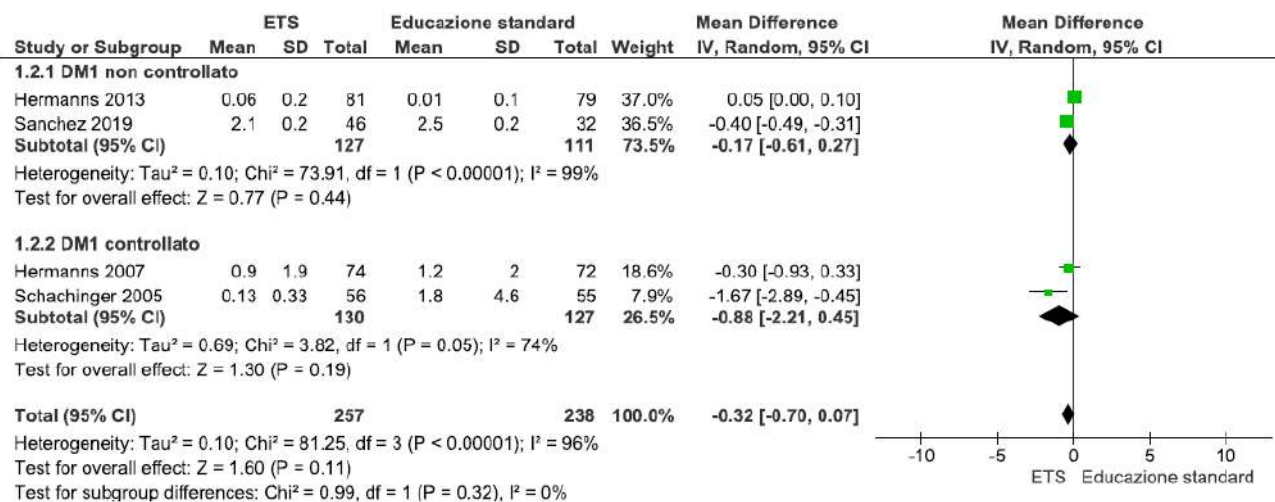 ETS Educazione standard Mean Difference Mean Difference
Study or Subgroup Mean SD Total Mean SD Total Weight IV, Random, 95% CI IV, Random, 95% CI
1.2.1 DM1 non controllato
Hermanns 2013 0.06 0.2 81 0.01 0.1 79 37.0% 0.05 [0.00, 0.10]
Sanchez 2019 2.1 0.2 46 2.5 0.2 32 36.5% -0.40 [-0.49, -0.31]
Subtotal (95% CI) 127 111 73.5% -0.17 [-0.61, 0.27]
Heterogeneity: Tau² = 0.10; Chi² = 73.91, df = 1 (P < 0.00001); I² = 99%
Test for overall effect: Z = 0.77 (P = 0.44)
1.2.2 DM1 controllato
Hermanns 2007 0.9 1.9 74 1.2 2 72 18.6% -0.30 [-0.93, 0.33]
Schachinger 2005 0.13 0.33 56 1.8 4.6 55 7.9% -1.67 [-2.89, -0.45]
Subtotal (95% CI) 130 127 26.5% -0.88 [-2.21, 0.45]
Heterogeneity: Tau² = 0.69; Chi² = 3.82, df = 1 (P = 0.05); I² = 74%
Test for overall effect: Z = 1.30 (P = 0.19)
Total (95% CI) 257 238 100.0% -0.32 [-0.70, 0.07]
Heterogeneity: Tau² = 0.10; Chi² = 81.25, df = 3 (P < 0.00001); I² = 96%
Test for overall effect: Z = 1.60 (P = 0.11)
Test for subgroup differences: Chi² = 0.99, df = 1 (P = 0.32), I² = 0%
-10 -5 0 5 10
ETS Educazione standard